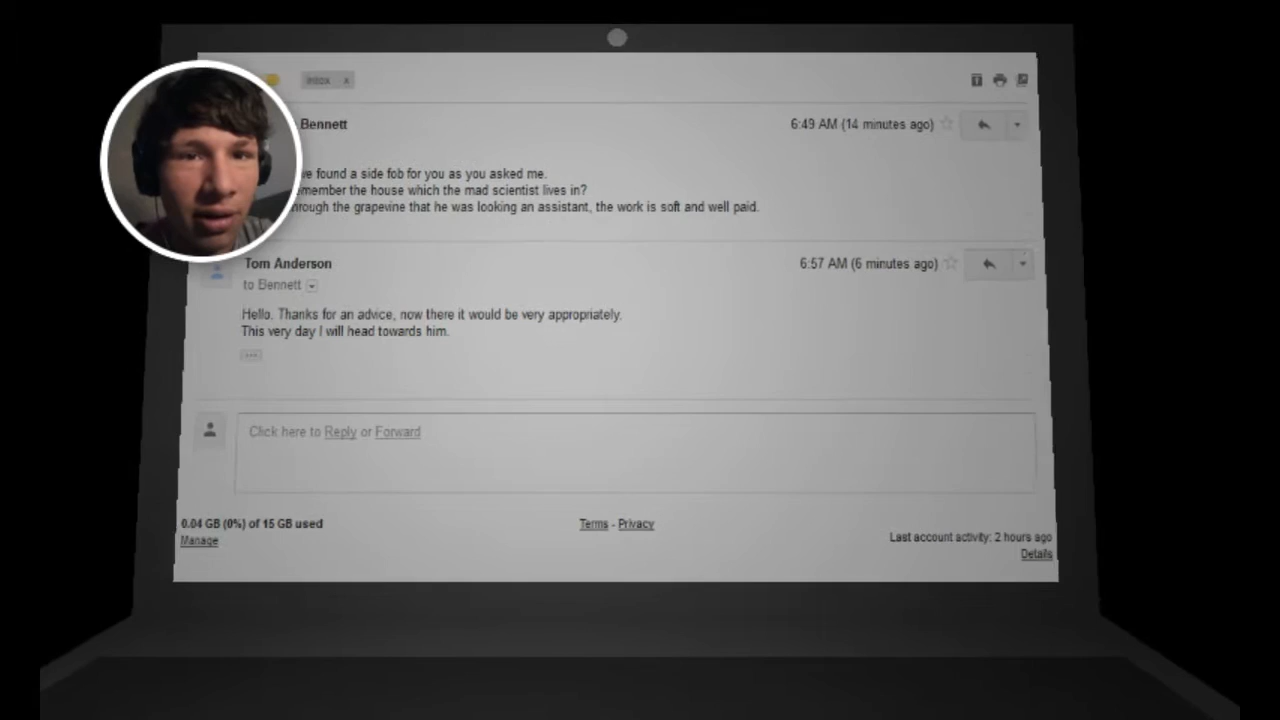 Inbox x
Bennett 6:49 AM (14 minutes ago)
found a side fob for you as you asked me.
the house which the mad scientist lives in?
the grapevine that he was looking an assistant, the work is soft and well paid.
Tom Anderson 6:57 AM (6 minutes ago)
to Bennett
Hello. Thanks for an advice, now there it would be very appropriately.
This very day I will head towards him.
Click here to Reply or Forward
0.04 GB (0%) of 15 GB used
Manage
Terms - Privacy
Last account activity: 2 hours ago
Details